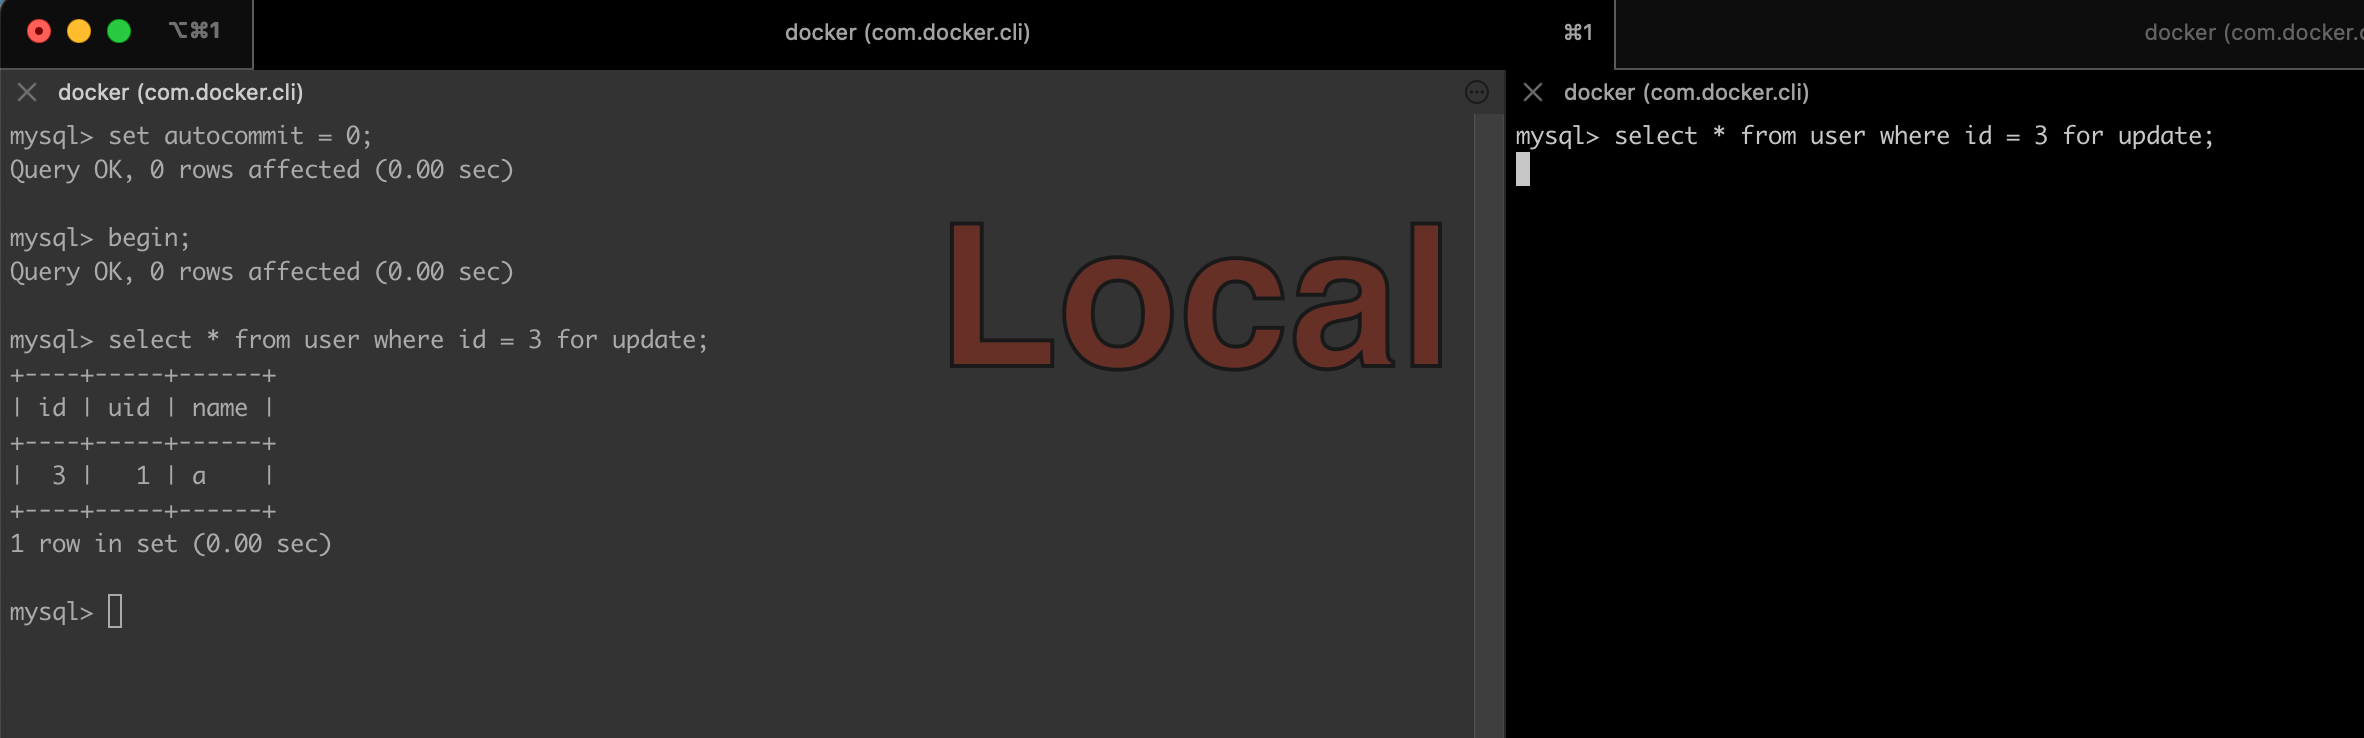 ⌥⌘1
docker (com.docker.cli)
⌘1
docker (com.docker.c
docker (com.docker.cli)
mysql> set autocommit = 0;
Query OK, 0 rows affected (0.00 sec)
mysql> begin;
Query OK, 0 rows affected (0.00 sec)
mysql> select * from user where id = 3 for update;
+----+-----+------+
| id | uid | name |
+----+-----+------+
|  3 |   1 | a    |
+----+-----+------+
1 row in set (0.00 sec)
mysql>
Local
docker (com.docker.cli)
mysql> select * from user where id = 3 for update;